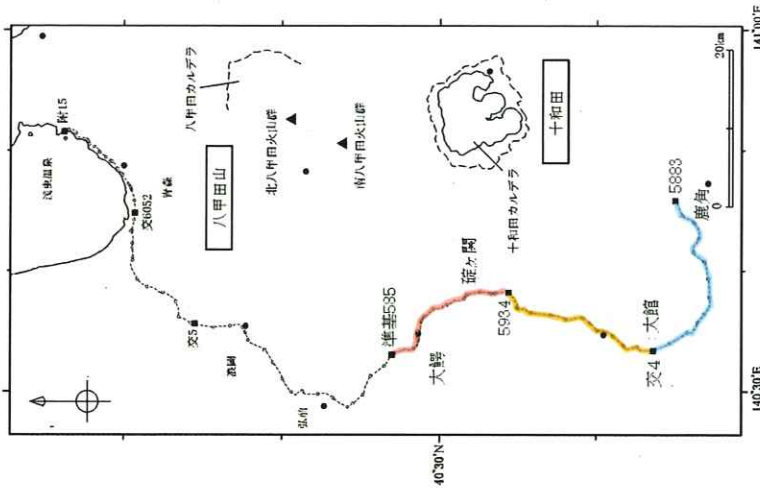 浅虫温泉
附15
八甲田カルデラ
交6052
青森
北八甲田火山群
八甲田山
南八甲田火山群
交5
浪岡
十和田
弘前
準基585
大鰐
碇ヶ関
十和田カルデラ
5934
大館
交4
5883
鹿角
0
20km
40°30'N
140°30'E
141°00'E